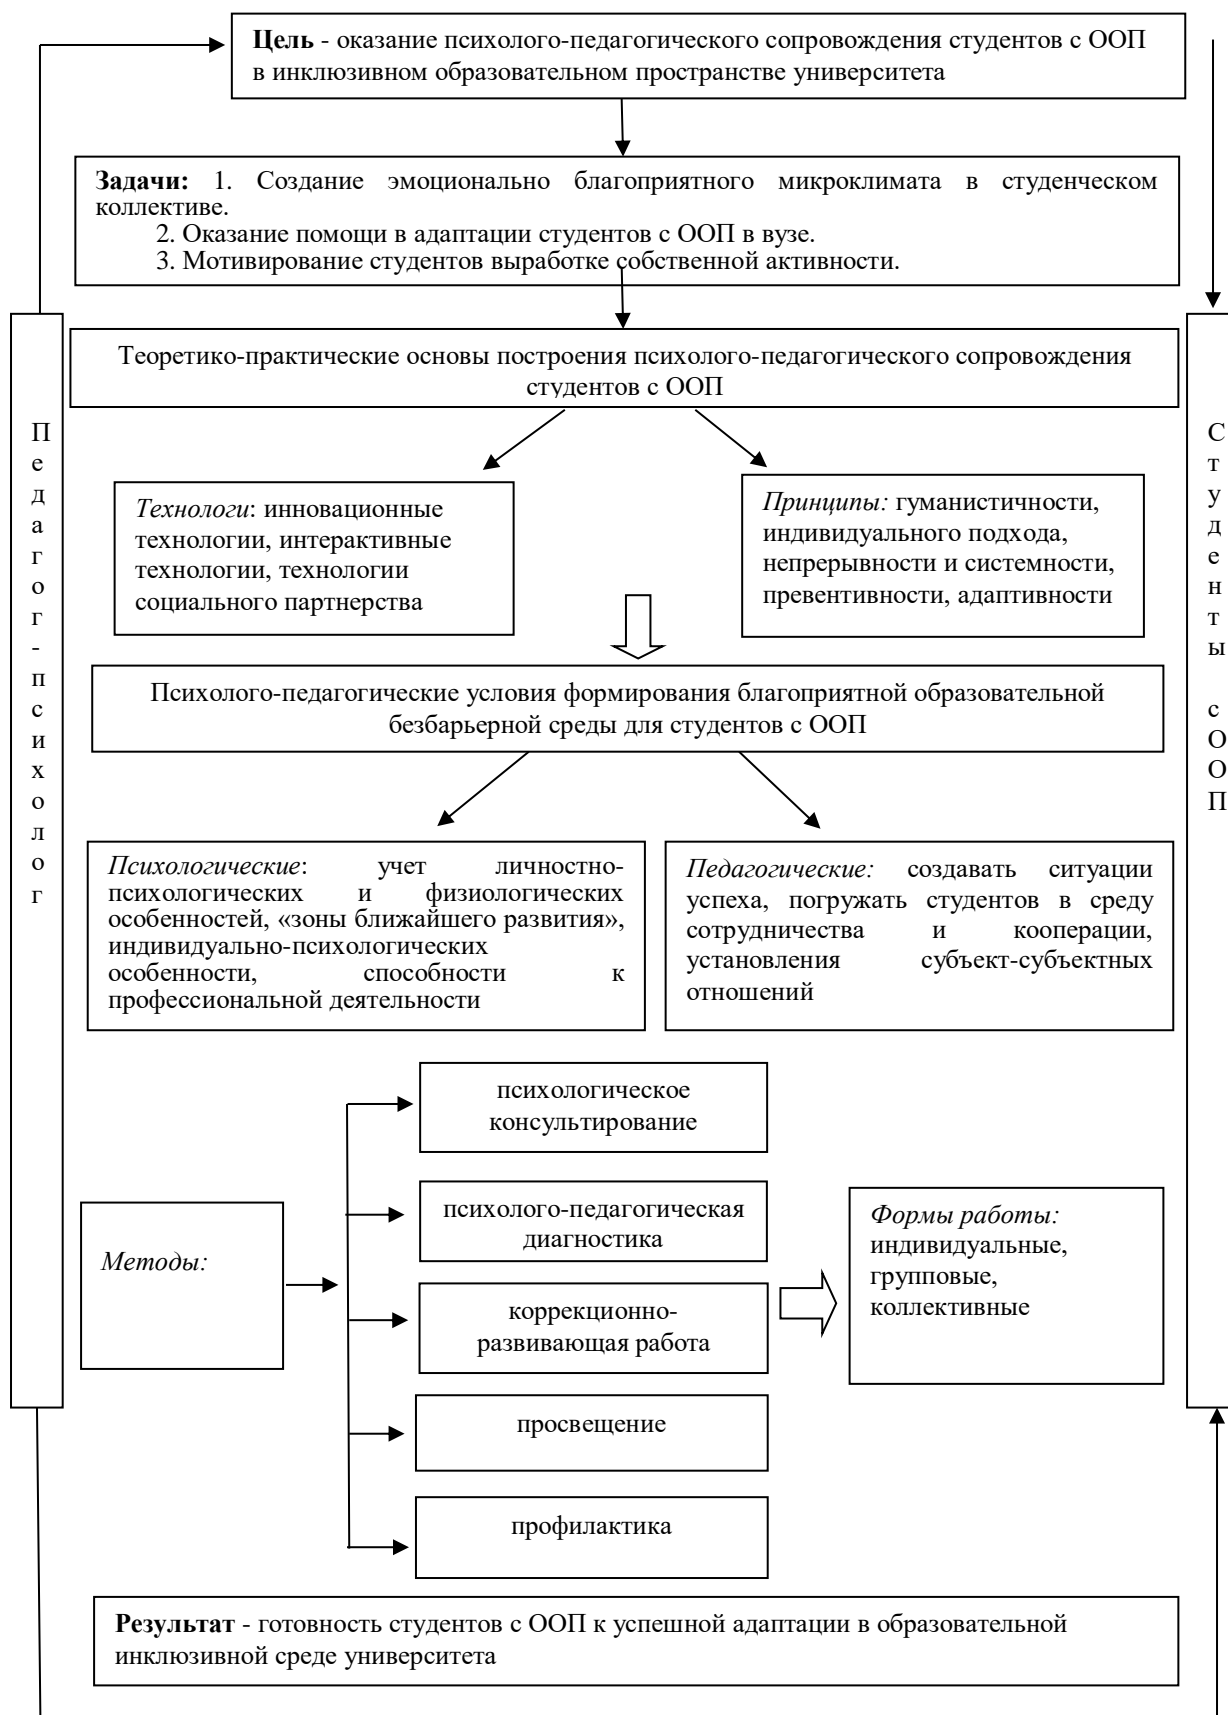 Цель - оказание психолого-педагогического сопровождения студентов с ООП
в инклюзивном образовательном пространстве университета
Задачи: 1. Создание эмоционально благоприятного микроклимата в студенческом
коллективе.
2. Оказание помощи в адаптации студентов с ООП в вузе.
3. Мотивирование студентов выработке собственной активности.
Педагог-психолог
Теоретико-практические основы построения психолого-педагогического сопровождения
студентов с ООП
Студенты с ООП
Технологи: инновационные
технологии, интерактивные
технологии, технологии
социального партнерства
Принципы: гуманистичности,
индивидуального подхода,
непрерывности и системности,
превентивности, адаптивности
Психолого-педагогические условия формирования благоприятной образовательной
безбарьерной среды для студентов с ООП
Психологические: учет личностно-
психологических и физиологических
особенностей, «зоны ближайшего развития»,
индивидуально-психологических
особенности, способности к
профессиональной деятельности
Педагогические: создавать ситуации
успеха, погружать студентов в среду
сотрудничества и кооперации,
установления субъект-субъектных
отношений
Методы:
психологическое
консультирование
психолого-педагогическая
диагностика
коррекционно-
развивающая работа
просвещение
профилактика
Формы работы:
индивидуальные,
групповые,
коллективные
Результат - готовность студентов с ООП к успешной адаптации в образовательной
инклюзивной среде университета